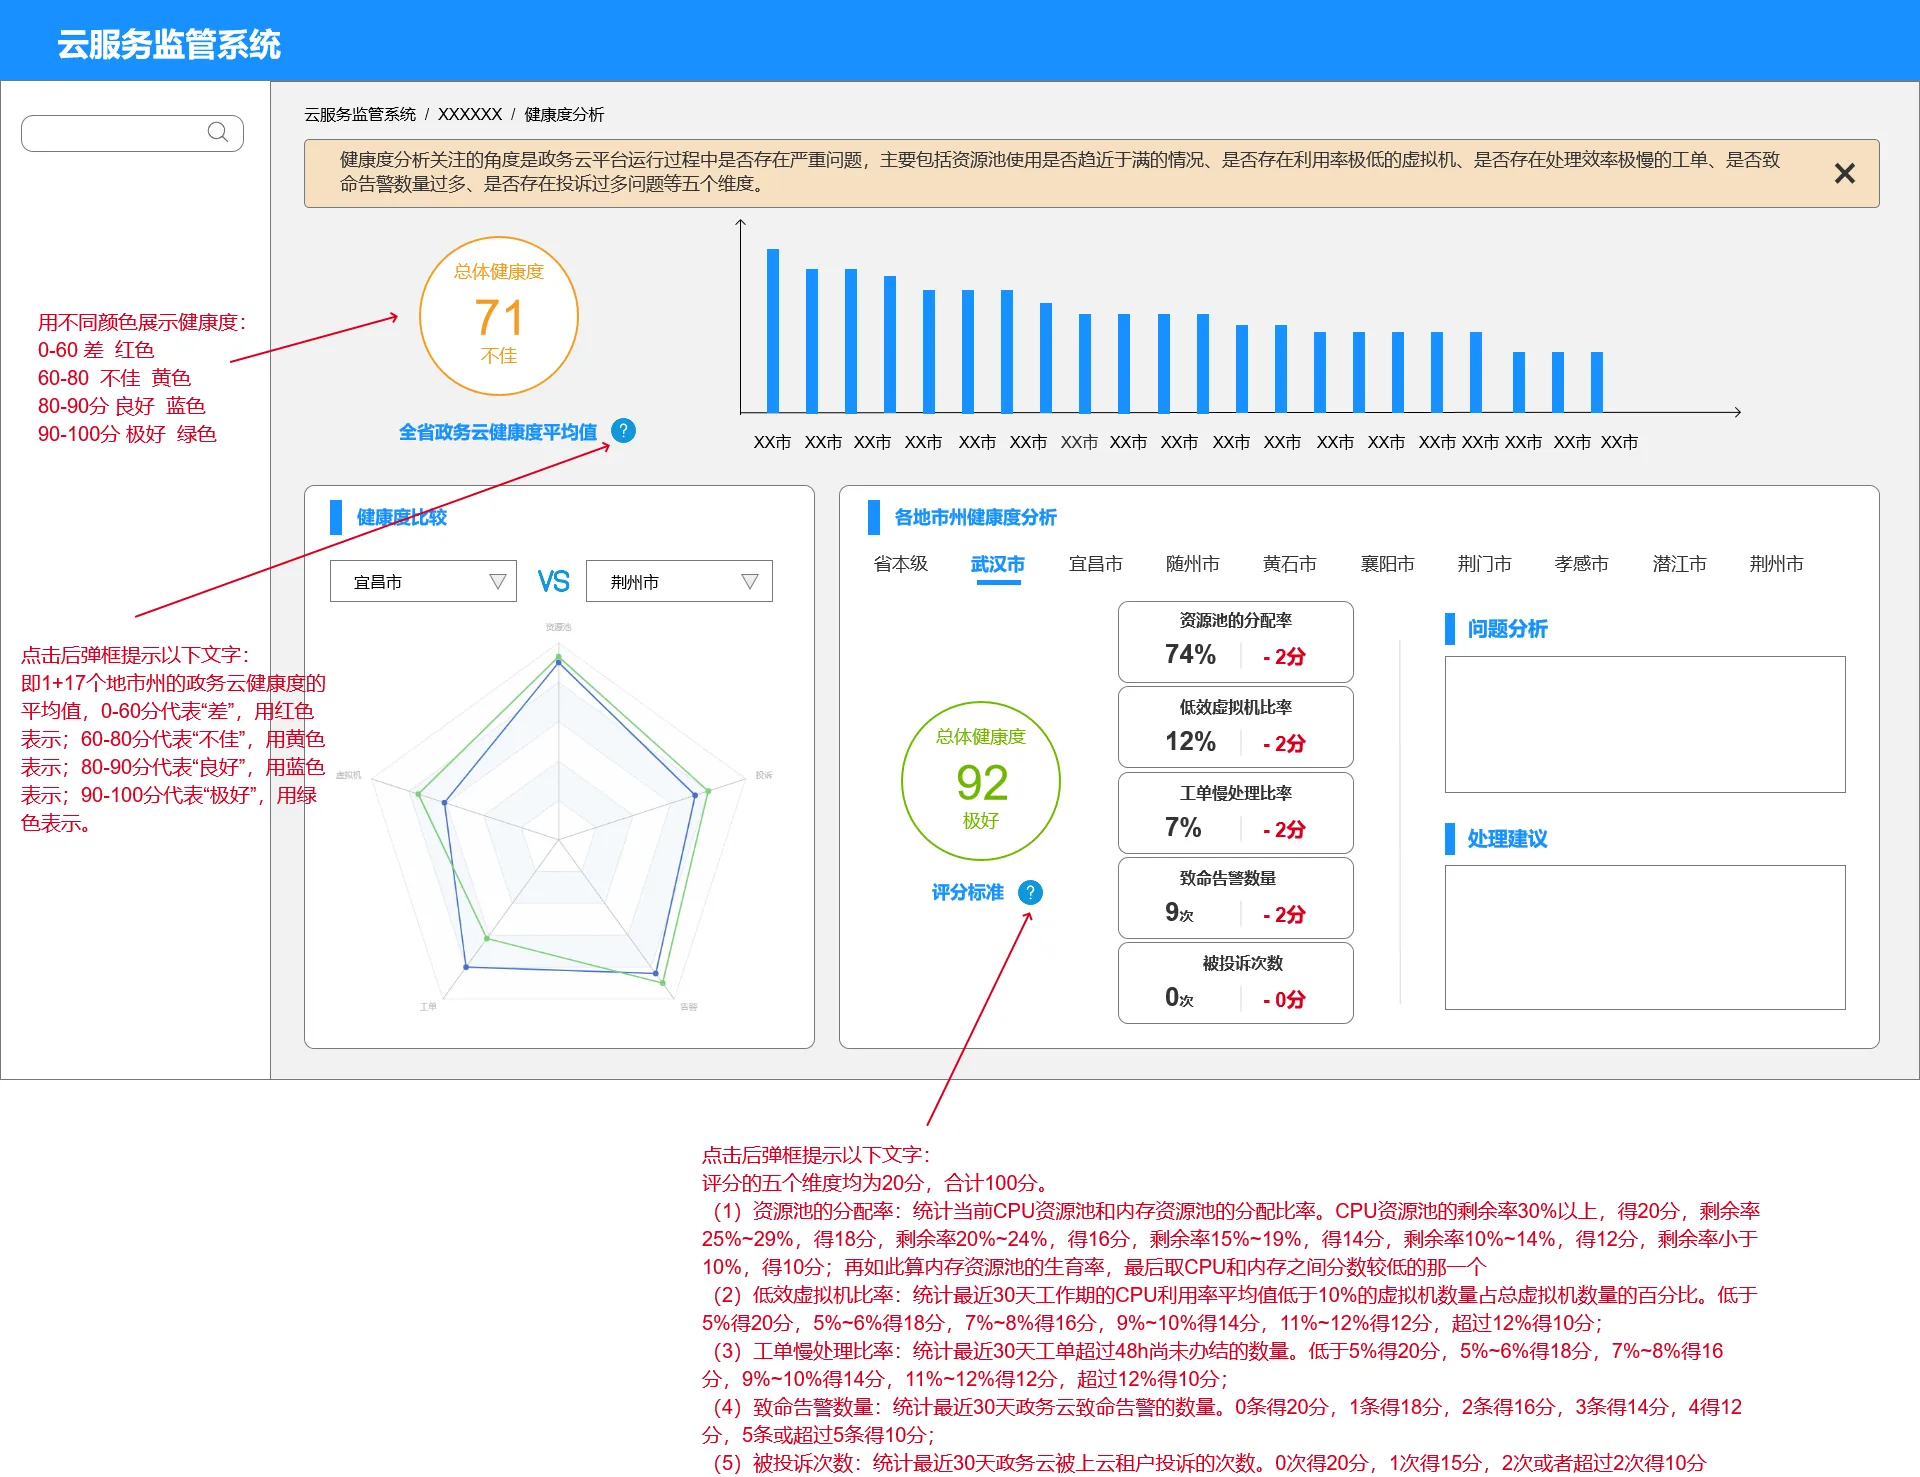 云服务监管系统
云服务监管系统 / XXXXXX / 健康度分析
健康度分析关注的角度是政务云平台运行过程中是否存在严重问题，主要包括资源池使用是否趋近于满的情况、是否存在利用率极低的虚拟机、是否存在处理效率极慢的工单、是否致
命告警数量过多、是否存在投诉过多问题等五个维度。
总体健康度
71
不佳
全省政务云健康度平均值 ?
XX市 XX市 XX市 XX市 XX市 XX市 XX市 XX市 XX市 XX市 XX市 XX市 XX市 XX市 XX市 XX市 XX市 XX市
用不同颜色展示健康度：
0-60 差 红色
60-80 不佳 黄色
80-90分 良好 蓝色
90-100分 极好 绿色
点击后弹框提示以下文字：
即1+17个地市州的政务云健康度的
平均值，0-60分代表“差”，用红色
表示；60-80分代表“不佳”，用黄色
表示；80-90分代表“良好”，用蓝色
表示；90-100分代表“极好”，用绿
色表示。
健康度比较
宜昌市 VS 荆州市
资源池
虚拟机
投诉
工单
告警
各地市州健康度分析
省本级 武汉市 宜昌市 随州市 黄石市 襄阳市 荆门市 孝感市 潜江市 荆州市
总体健康度
92
极好
评分标准 ?
资源池的分配率
74% - 2分
低效虚拟机比率
12% - 2分
工单慢处理比率
7% - 2分
致命告警数量
9次 - 2分
被投诉次数
0次 - 0分
问题分析
处理建议
点击后弹框提示以下文字：
评分的五个维度均为20分，合计100分。
（1）资源池的分配率：统计当前CPU资源池和内存资源池的分配比率。CPU资源池的剩余率30%以上，得20分，剩余率
25%~29%，得18分，剩余率20%~24%，得16分，剩余率15%~19%，得14分，剩余率10%~14%，得12分，剩余率小于
10%，得10分；再如此算内存资源池的生育率，最后取CPU和内存之间分数较低的那一个
（2）低效虚拟机比率：统计最近30天工作期的CPU利用率平均值低于10%的虚拟机数量占总虚拟机数量的百分比。低于
5%得20分，5%~6%得18分，7%~8%得16分，9%~10%得14分，11%~12%得12分，超过12%得10分；
（3）工单慢处理比率：统计最近30天工单超过48h尚未办结的数量。低于5%得20分，5%~6%得18分，7%~8%得16
分，9%~10%得14分，11%~12%得12分，超过12%得10分；
（4）致命告警数量：统计最近30天政务云致命告警的数量。0条得20分，1条得18分，2条得16分，3条得14分，4得12
分，5条或超过5条得10分；
（5）被投诉次数：统计最近30天政务云被上云租户投诉的次数。0次得20分，1次得15分，2次或者超过2次得10分